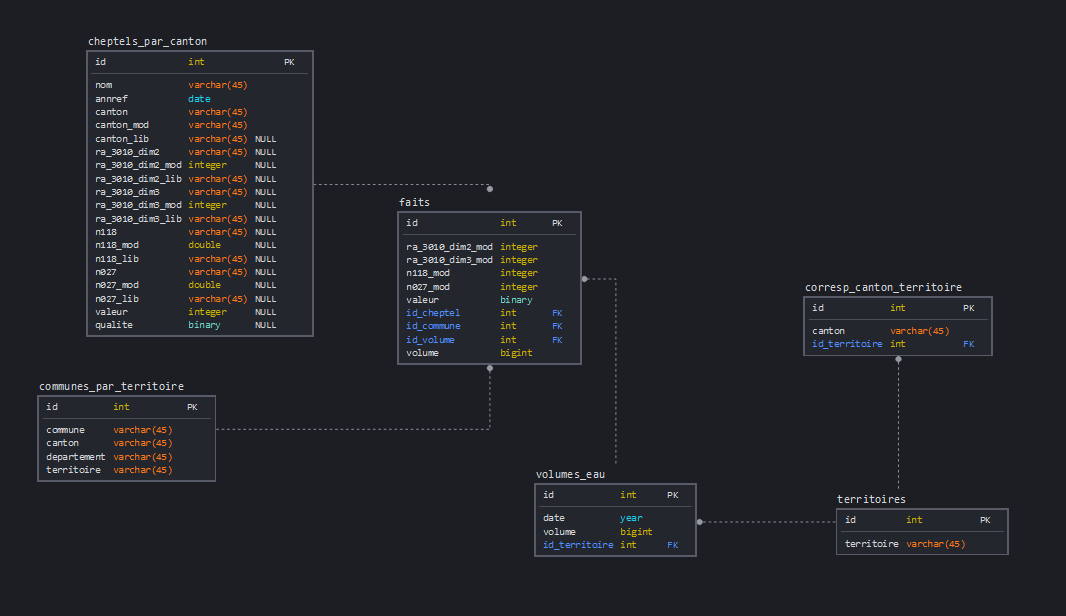 cheptels_par_canton
id int PK
nom varchar(45)
annref date
canton varchar(45)
canton_mod varchar(45)
canton_lib varchar(45) NULL
ra_3010_dim2 varchar(45) NULL
ra_3010_dim2_mod integer NULL
ra_3010_dim2_lib varchar(45) NULL
ra_3010_dim3 varchar(45) NULL
ra_3010_dim3_mod integer NULL
ra_3010_dim3_lib varchar(45) NULL
n118 varchar(45) NULL
n118_mod double NULL
n118_lib varchar(45) NULL
n027 varchar(45) NULL
n027_mod double NULL
n027_lib varchar(45) NULL
valeur integer NULL
qualite binary NULL
faits
id int PK
ra_3010_dim2_mod integer
ra_3010_dim3_mod integer
n118_mod integer
n027_mod integer
valeur binary
id_cheptel int FK
id_commune int FK
id_volume int FK
volume bigint
corresp_canton_territoire
id int PK
canton varchar(45)
id_territoire int FK
communes_par_territoire
id int PK
commune varchar(45)
canton varchar(45)
departement varchar(45)
territoire varchar(45)
volumes_eau
id int PK
date year
volume bigint
id_territoire int FK
territoires
id int PK
territoire varchar(45)